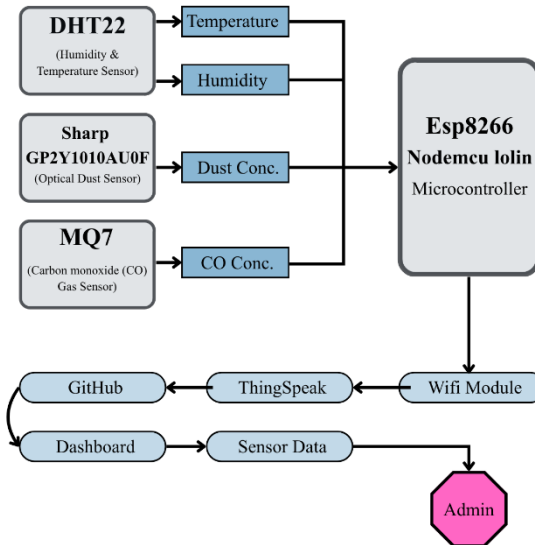 DHT22
(Humidity &
Temperature Sensor)
Temperature
Humidity
Sharp
GP2Y1010AU0F
(Optical Dust Sensor)
Dust Conc.
MQ7
(Carbon monoxide (CO)
Gas Sensor)
CO Conc.
Esp8266
Nodemcu lolin
Microcontroller
GitHub
ThingSpeak
Wifi Module
Dashboard
Sensor Data
Admin